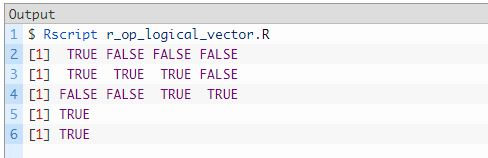 Output
1 $ Rscript r_op_logical_vector.R
2 [1]  TRUE FALSE FALSE FALSE
3 [1]  TRUE  TRUE  TRUE FALSE
4 [1] FALSE FALSE  TRUE  TRUE
5 [1] TRUE
6 [1] TRUE